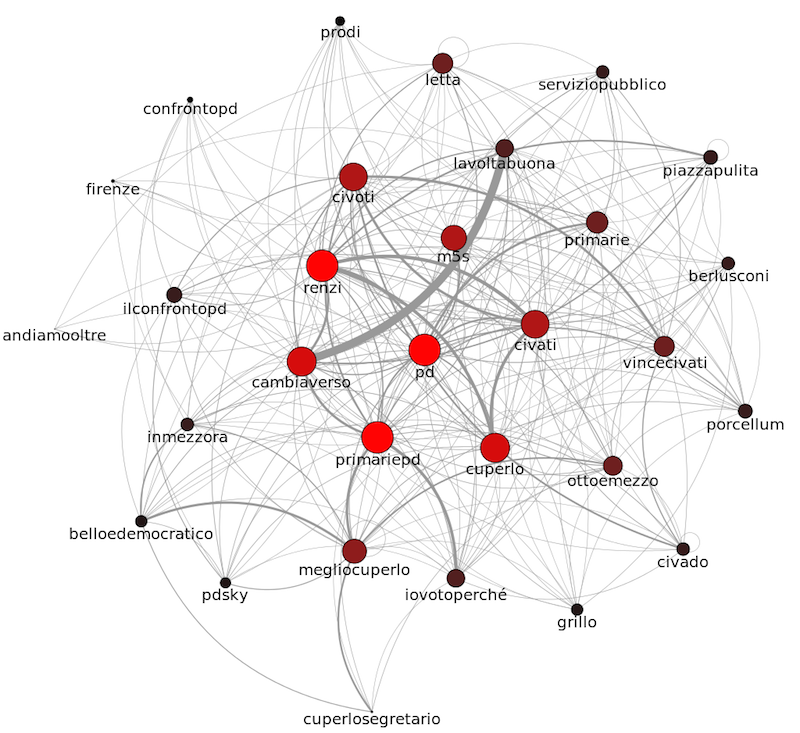 prodi
letta
serviziopubblico
confrontopd
lavoltabuona
piazzapulita
firenze
civoti
primarie
m5s
berlusconi
renzi
ilconfrontopd
andiamooltre
civati
vincecivati
pd
cambiaverso
porcellum
inmezzora
primariepd
cuperlo
ottoemezzo
belloedemocratico
civado
megliocuperlo
pdsky
iovotoperché
grillo
cuperlosegretario